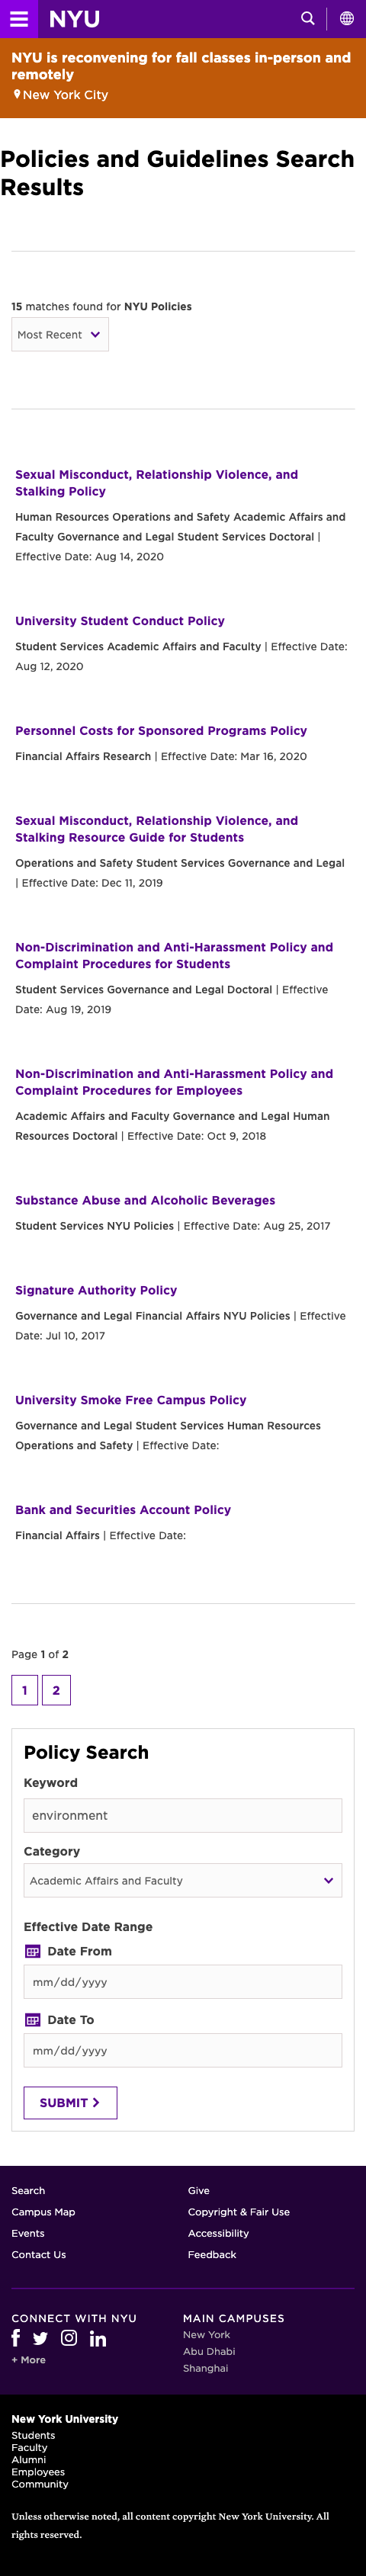 NYU
NYU is reconvening for fall classes in-person and
remotely
New York City
Policies and Guidelines Search
Results
15 matches found for NYU Policies
Most Recent
Sexual Misconduct, Relationship Violence, and
Stalking Policy
Human Resources Operations and Safety Academic Affairs and
Faculty Governance and Legal Student Services Doctoral |
Effective Date: Aug 14, 2020
University Student Conduct Policy
Student Services Academic Affairs and Faculty | Effective Date:
Aug 12, 2020
Personnel Costs for Sponsored Programs Policy
Financial Affairs Research | Effective Date: Mar 16, 2020
Sexual Misconduct, Relationship Violence, and
Stalking Resource Guide for Students
Operations and Safety Student Services Governance and Legal
| Effective Date: Dec 11, 2019
Non-Discrimination and Anti-Harassment Policy and
Complaint Procedures for Students
Student Services Governance and Legal Doctoral | Effective
Date: Aug 19, 2019
Non-Discrimination and Anti-Harassment Policy and
Complaint Procedures for Employees
Academic Affairs and Faculty Governance and Legal Human
Resources Doctoral | Effective Date: Oct 9, 2018
Substance Abuse and Alcoholic Beverages
Student Services NYU Policies | Effective Date: Aug 25, 2017
Signature Authority Policy
Governance and Legal Financial Affairs NYU Policies | Effective
Date: Jul 10, 2017
University Smoke Free Campus Policy
Governance and Legal Student Services Human Resources
Operations and Safety | Effective Date:
Bank and Securities Account Policy
Financial Affairs | Effective Date:
Page 1 of 2
1 2
Policy Search
Keyword
environment
Category
Academic Affairs and Faculty
Effective Date Range
Date From
mm/dd/yyyy
Date To
mm/dd/yyyy
SUBMIT
Search
Campus Map
Events
Contact Us
Give
Copyright & Fair Use
Accessibility
Feedback
CONNECT WITH NYU
+ More
MAIN CAMPUSES
New York
Abu Dhabi
Shanghai
New York University
Students
Faculty
Alumni
Employees
Community
Unless otherwise noted, all content copyright New York University. All
rights reserved.